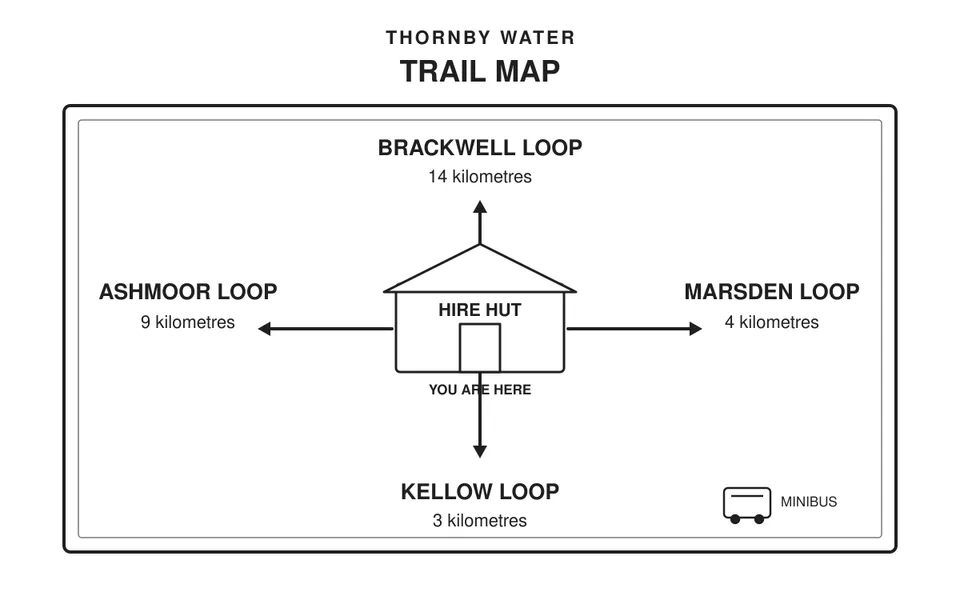 THORNBY WATER
TRAIL MAP
BRACKWELL LOOP
14 kilometres
ASHMOOR LOOP
9 kilometres
HIRE HUT
MARSDEN LOOP
4 kilometres
YOU ARE HERE
KELLOW LOOP
3 kilometres
MINIBUS